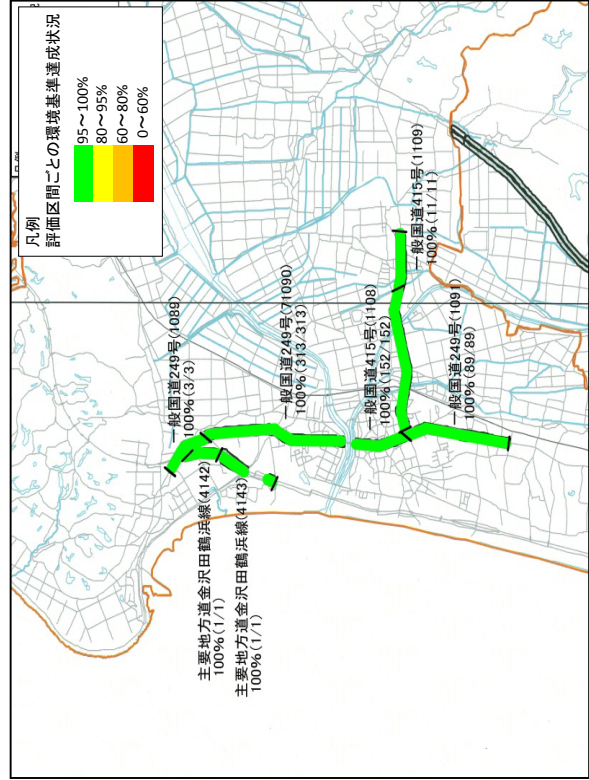 凡例
評価区間ごとの環境基準達成状況
95～100%
80～95%
60～80%
0～60%
一般国道249号(1089)
100%(3/3)
一般国道249号(71090)
100%(313/313)
一般国道415号(1108)
100%(152/152)
一般国道415号(1109)
100%(11/11)
一般国道249号(1091)
100%(89/89)
主要地方道金沢田鶴浜線(4142)
100%(1/1)
主要地方道金沢田鶴浜線(4143)
100%(1/1)